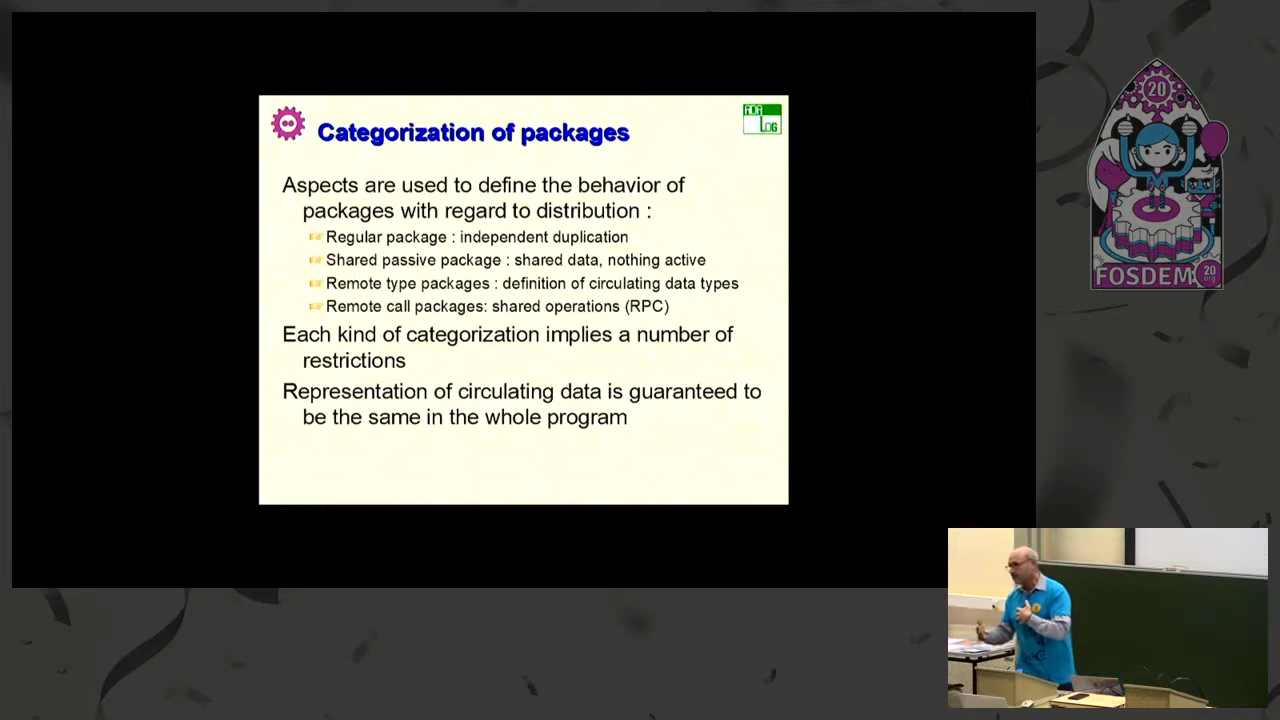 Categorization of packages
ADA
LOG
Aspects are used to define the behavior of
packages with regard to distribution :
Regular package : independent duplication
Shared passive package : shared data, nothing active
Remote type packages : definition of circulating data types
Remote call packages: shared operations (RPC)
Each kind of categorization implies a number of
restrictions
Representation of circulating data is guaranteed to
be the same in the whole program
20
FOSDEM
20
.org